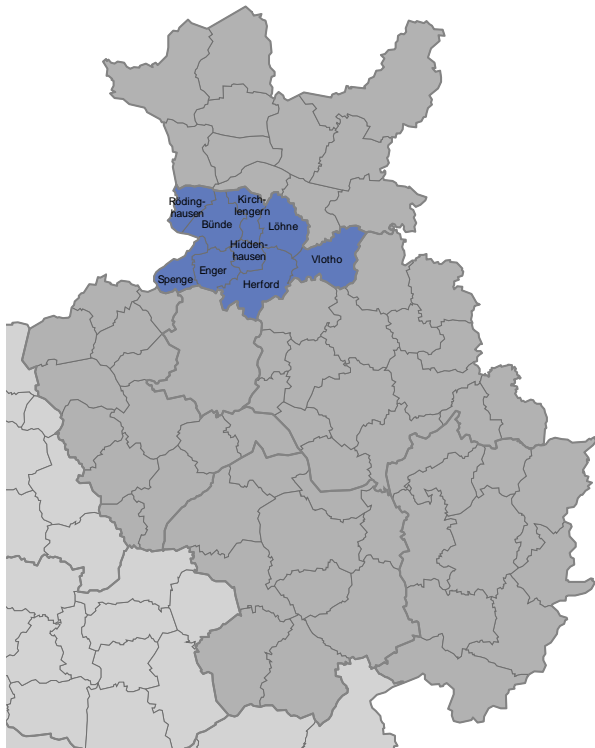 Röding-
hausen
Kirch-
lengern
Bünde
Löhne
Hidden-
hausen
Vlotho
Enger
Spenge
Herford